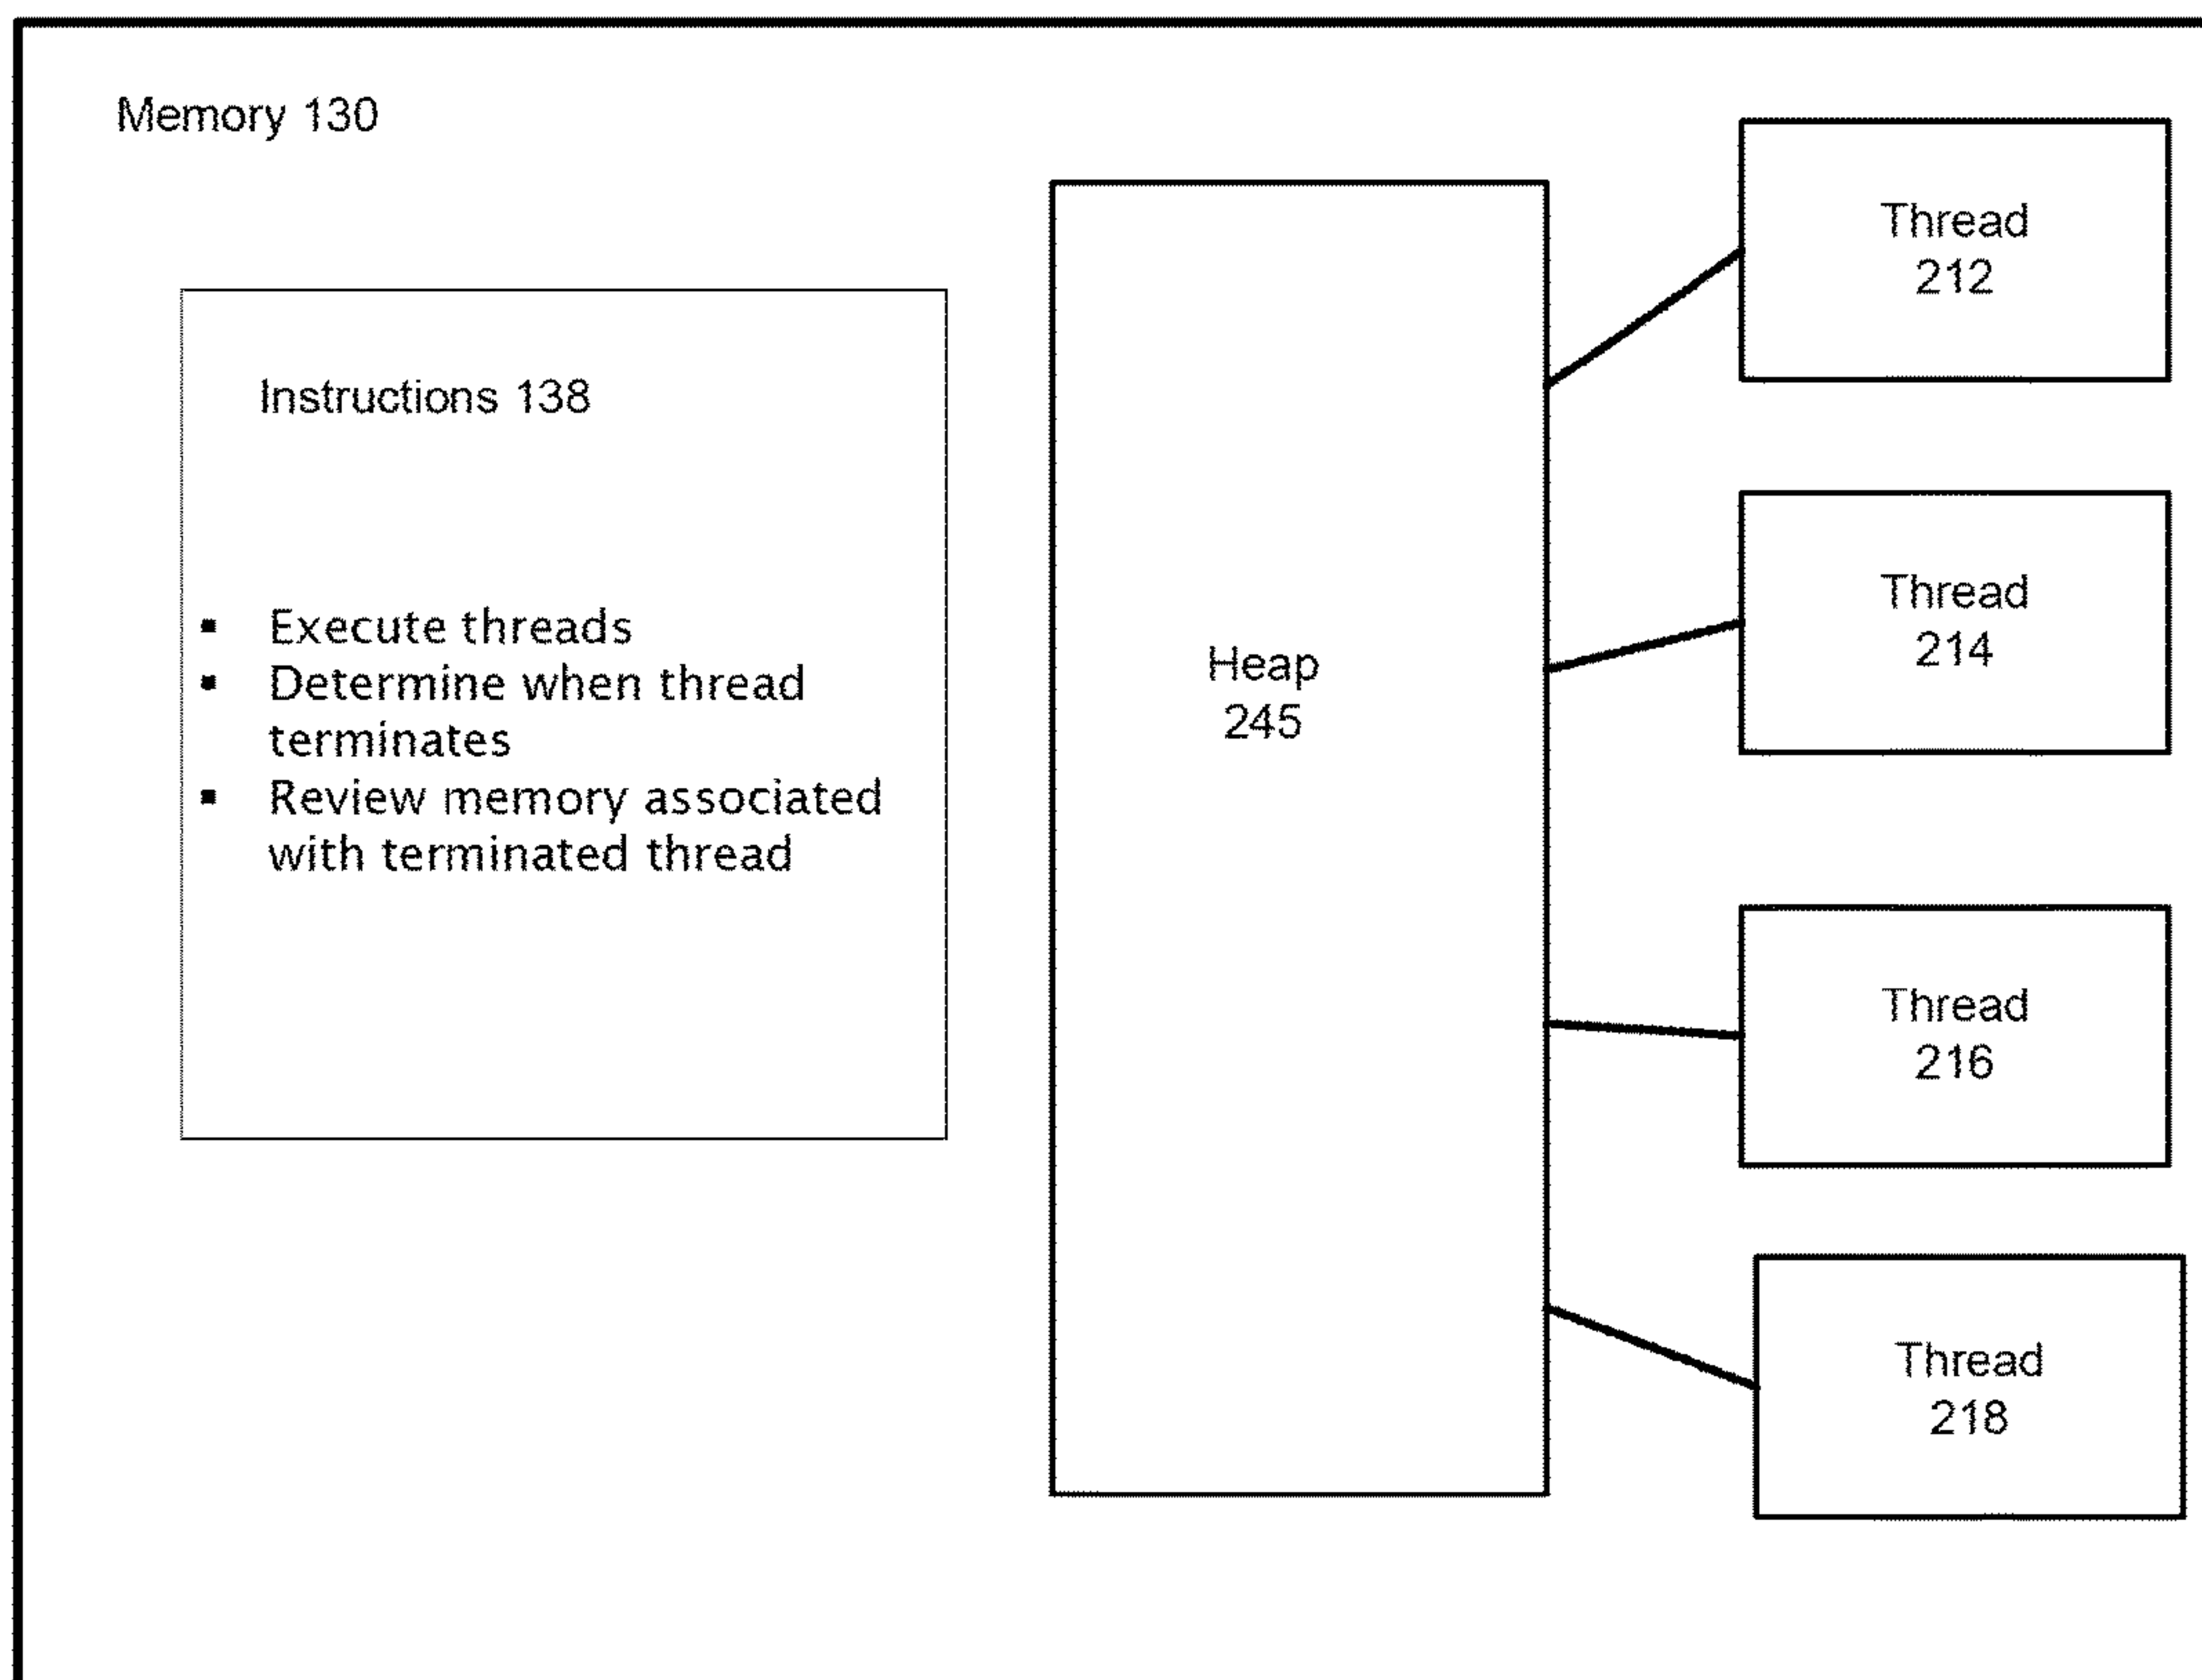 Memory 130
Instructions 138
▪ Execute threads
▪ Determine when thread
terminates
▪ Review memory associated
with terminated thread
Heap
245
Thread
212
Thread
214
Thread
216
Thread
218